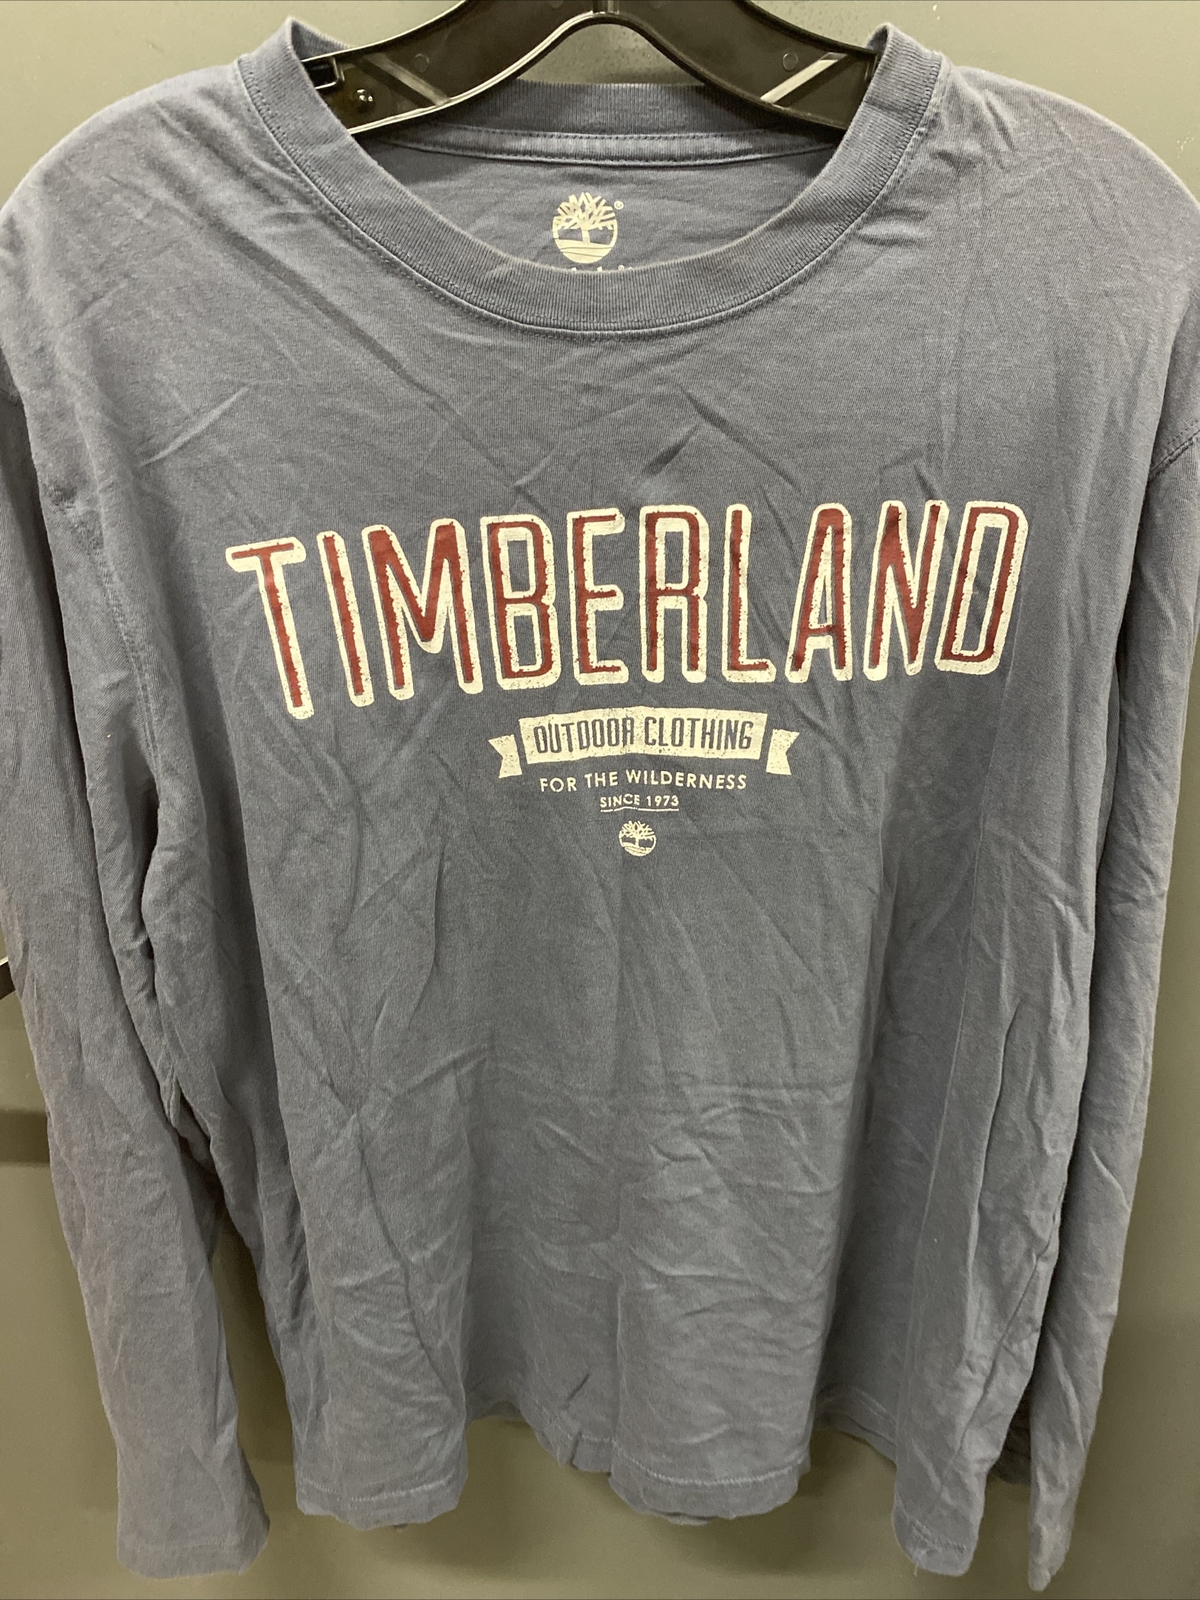 ®
TIMBERLAND
OUTDOOR CLOTHING
FOR THE WILDERNESS
SINCE 1973